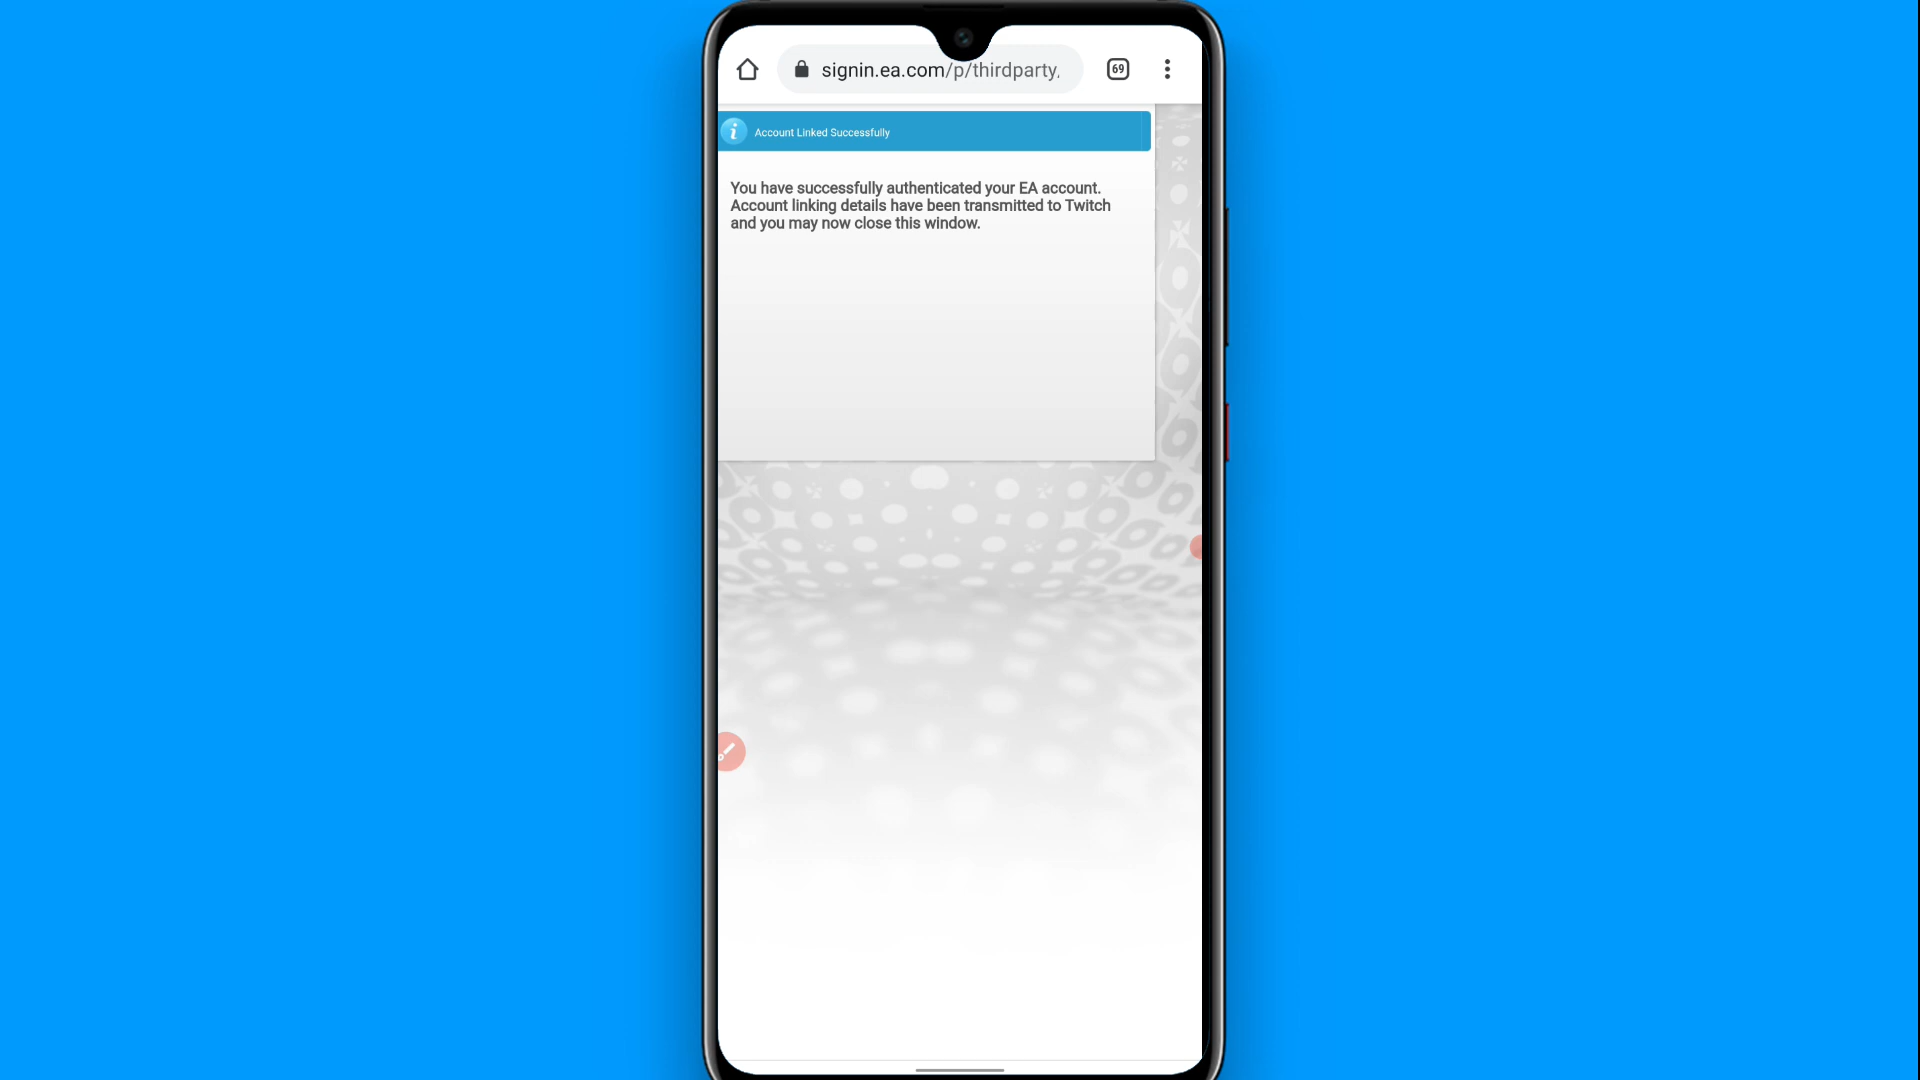 signin.ea.com/p/thirdparty.
69
Account Linked Successfully
You have successfully authenticated your EA account.
Account linking details have been transmitted to Twitch
and you may now close this window.